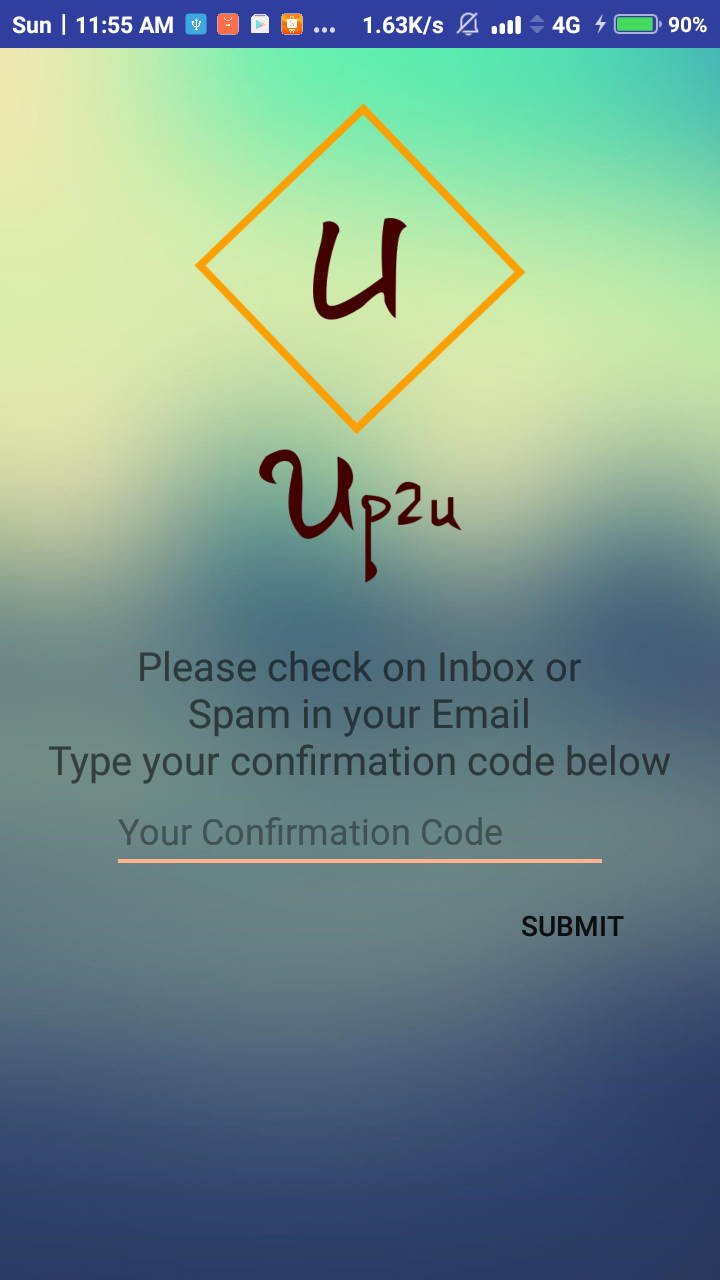 Sun | 11:55 AM ... 1.63K/s 4G 90%
U
Up2u
Please check on Inbox or
Spam in your Email
Type your confirmation code below
Your Confirmation Code
SUBMIT